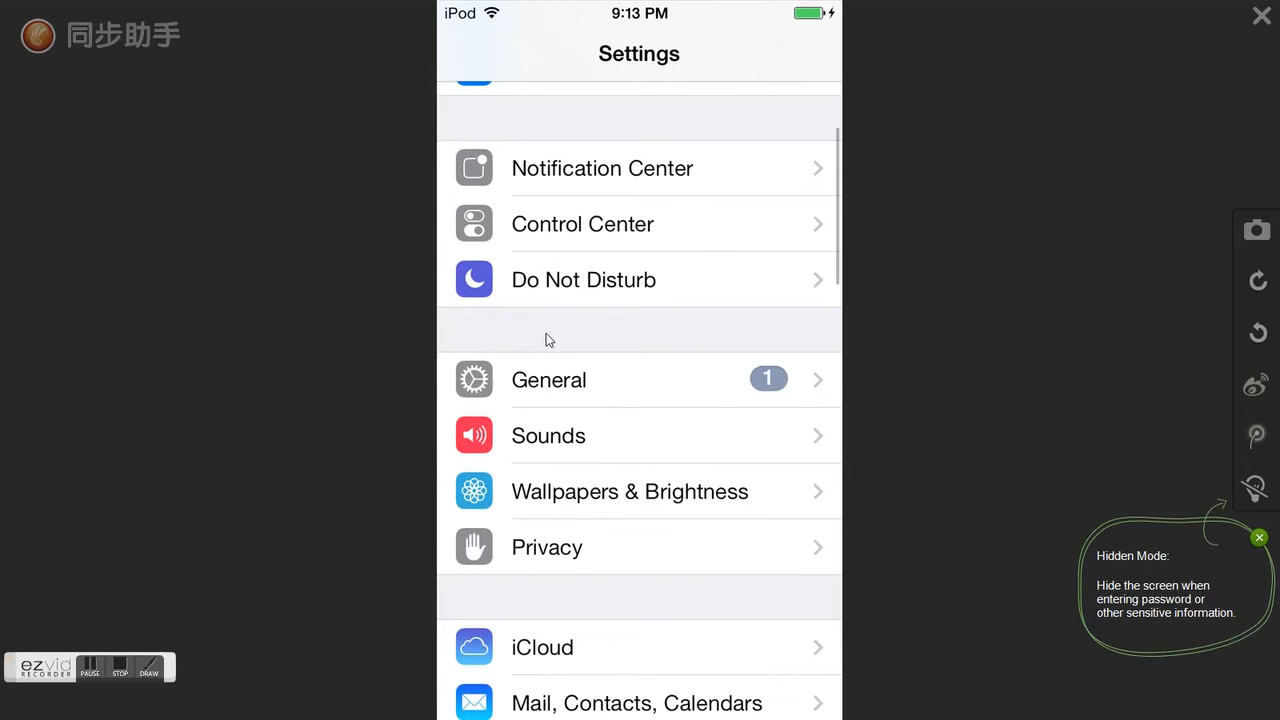 同步助手
iPod 9:13 PM
Settings
Notification Center
Control Center
Do Not Disturb
General 1
Sounds
Wallpapers & Brightness
Privacy
iCloud
Mail, Contacts, Calendars
Hidden Mode:
Hide the screen when
entering password or
other sensitive information.
ezvid
RECORDER
PAUSE STOP DRAW